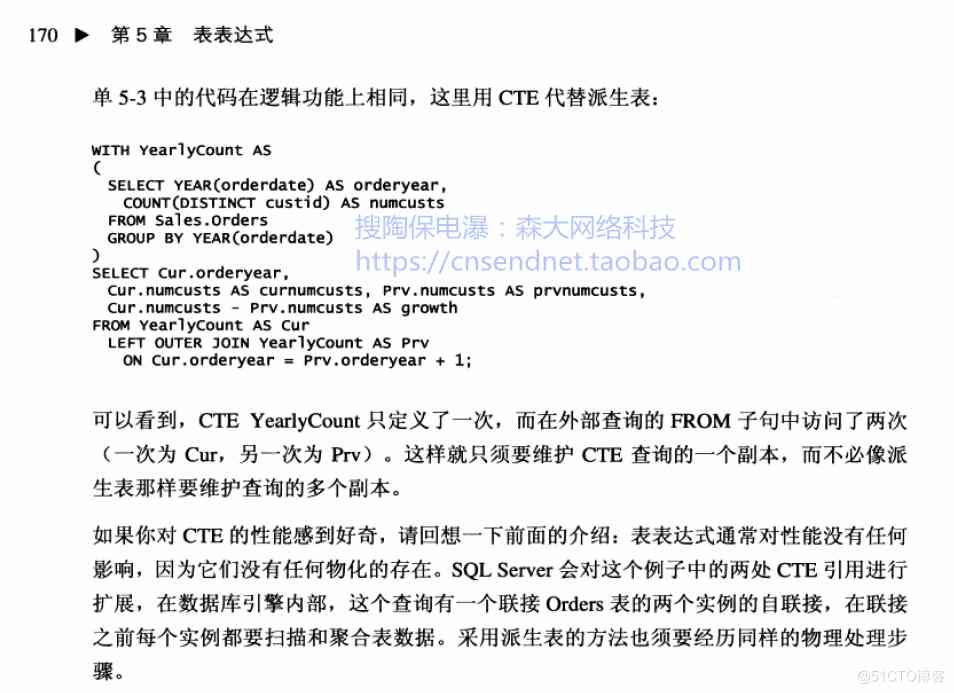 170 ▶ 第 5 章 表表达式
单 5-3 中的代码在逻辑功能上相同，这里用 CTE 代替派生表：
WITH YearlyCount AS
(
SELECT YEAR(orderdate) AS orderyear,
COUNT(DISTINCT custid) AS numcusts
FROM Sales.Orders
GROUP BY YEAR(orderdate)
)
搜陶保电瀑：森大网络科技
https://cnsendnet.taobao.com
SELECT Cur.orderyear,
Cur.numcusts AS curnumcusts, Prv.numcusts AS prvnumcusts,
Cur.numcusts - Prv.numcusts AS growth
FROM YearlyCount AS Cur
LEFT OUTER JOIN YearlyCount AS Prv
ON Cur.orderyear = Prv.orderyear + 1;
可以看到，CTE YearlyCount 只定义了一次，而在外部查询的 FROM 子句中访问了两次
（一次为 Cur，另一次为 Prv）。这样就只须要维护 CTE 查询的一个副本，而不必像派
生表那样要维护查询的多个副本。
如果你对 CTE 的性能感到好奇，请回想一下前面的介绍：表表达式通常对性能没有任何
影响，因为它们没有任何物化的存在。SQL Server 会对这个例子中的两处 CTE 引用进行
扩展，在数据库引擎内部，这个查询有一个联接 Orders 表的两个实例的自联接，在联接
之前每个实例都要扫描和聚合表数据。采用派生表的方法也须要经历同样的物理处理步
骤。
@51CTO博客